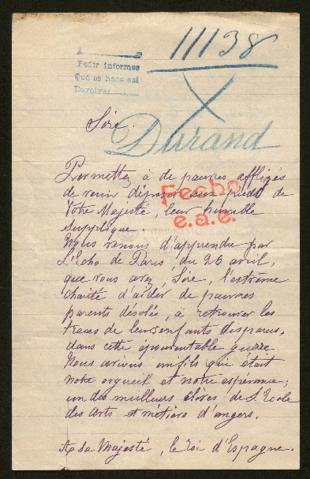 A
Pedir informes
Que se hace así
Devolver
11138
Durand
Sire,
Permettez à de pauvres affligés
de venir déposer aux pieds de
Votre Majesté, leur humble
supplique.
Fecho
e.a.e.
Nous venons d'apprendre par
L'Echo de Paris du 26 avril,
que vous avez, Sire, l'extrême
charité d'aider de pauvres
parents désolés, à retrouver les
traces de leurs enfants disparus,
dans cette épouvantable guerre.
Nous avions un fils qui était
notre orgueil et notre espérance;
un des meilleurs élèves de L'Ecole
des Arts et métiers d'angers.
A sa Majesté, le roi d'Espagne.